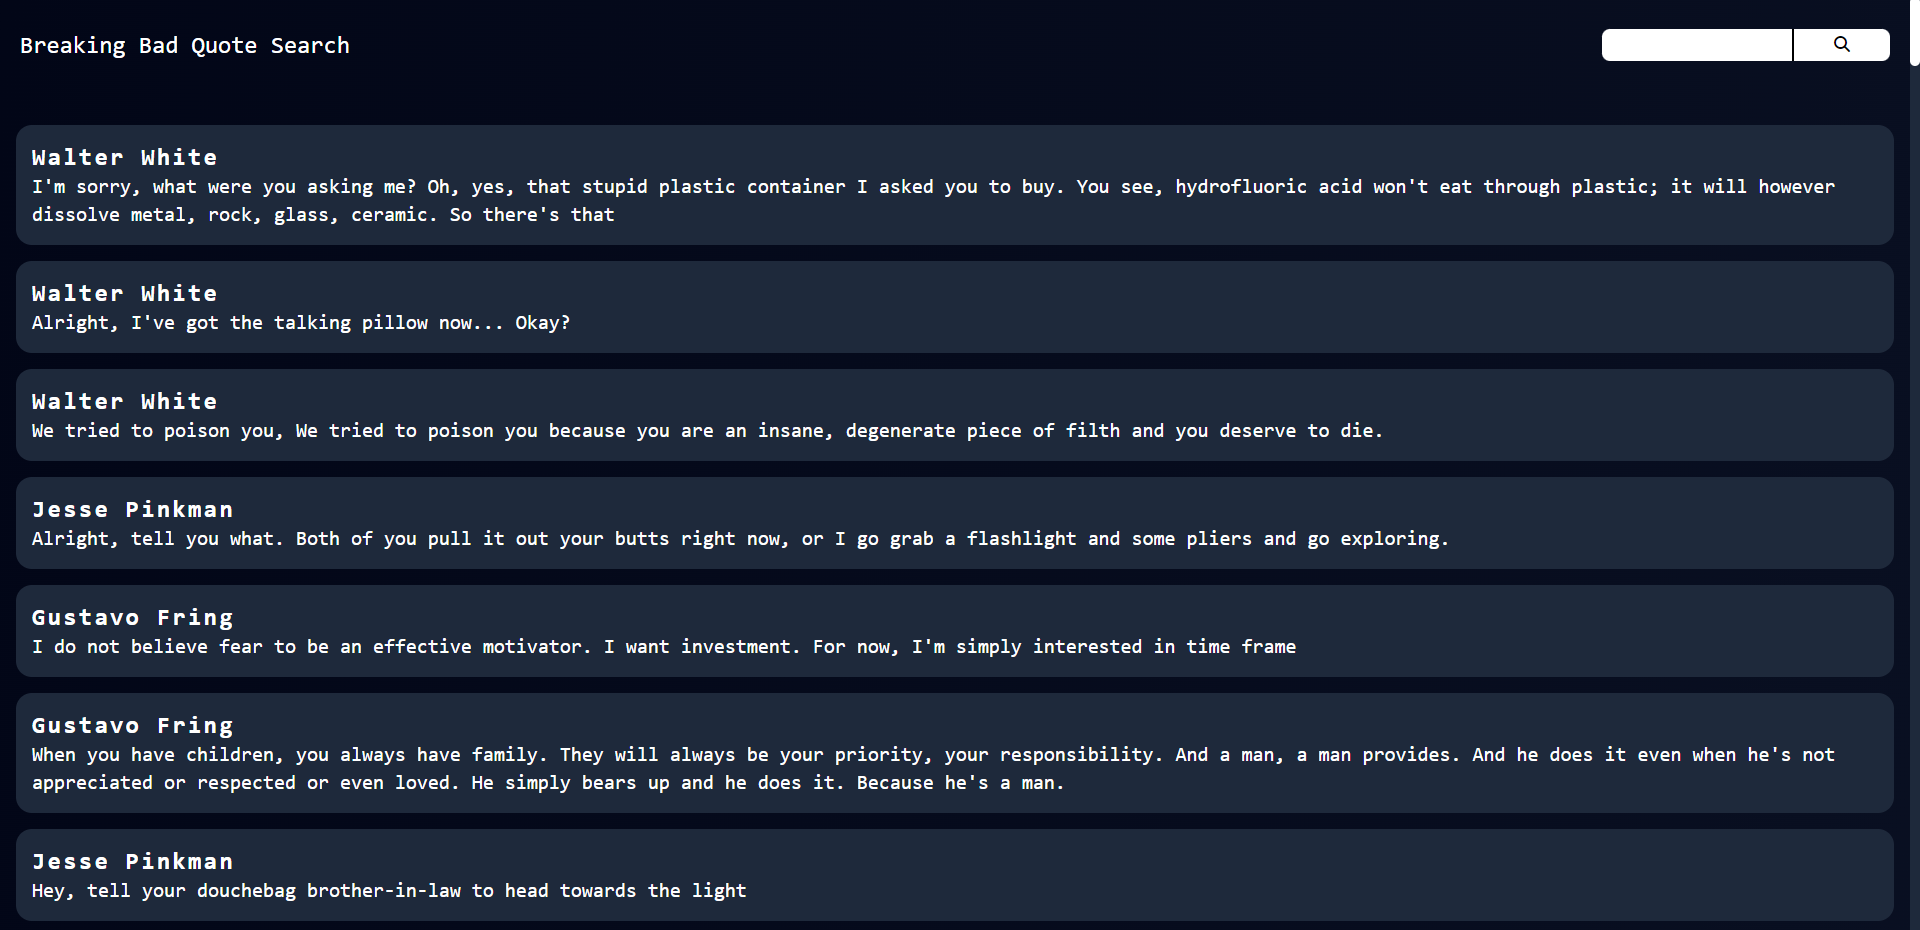 Breaking Bad Quote Search
Walter White
I'm sorry, what were you asking me? Oh, yes, that stupid plastic container I asked you to buy. You see, hydrofluoric acid won't eat through plastic; it will however
dissolve metal, rock, glass, ceramic. So there's that
Walter White
Alright, I've got the talking pillow now... Okay?
Walter White
We tried to poison you, We tried to poison you because you are an insane, degenerate piece of filth and you deserve to die.
Jesse Pinkman
Alright, tell you what. Both of you pull it out your butts right now, or I go grab a flashlight and some pliers and go exploring.
Gustavo Fring
I do not believe fear to be an effective motivator. I want investment. For now, I'm simply interested in time frame
Gustavo Fring
When you have children, you always have family. They will always be your priority, your responsibility. And a man, a man provides. And he does it even when he's not
appreciated or respected or even loved. He simply bears up and he does it. Because he's a man.
Jesse Pinkman
Hey, tell your douchebag brother-in-law to head towards the light